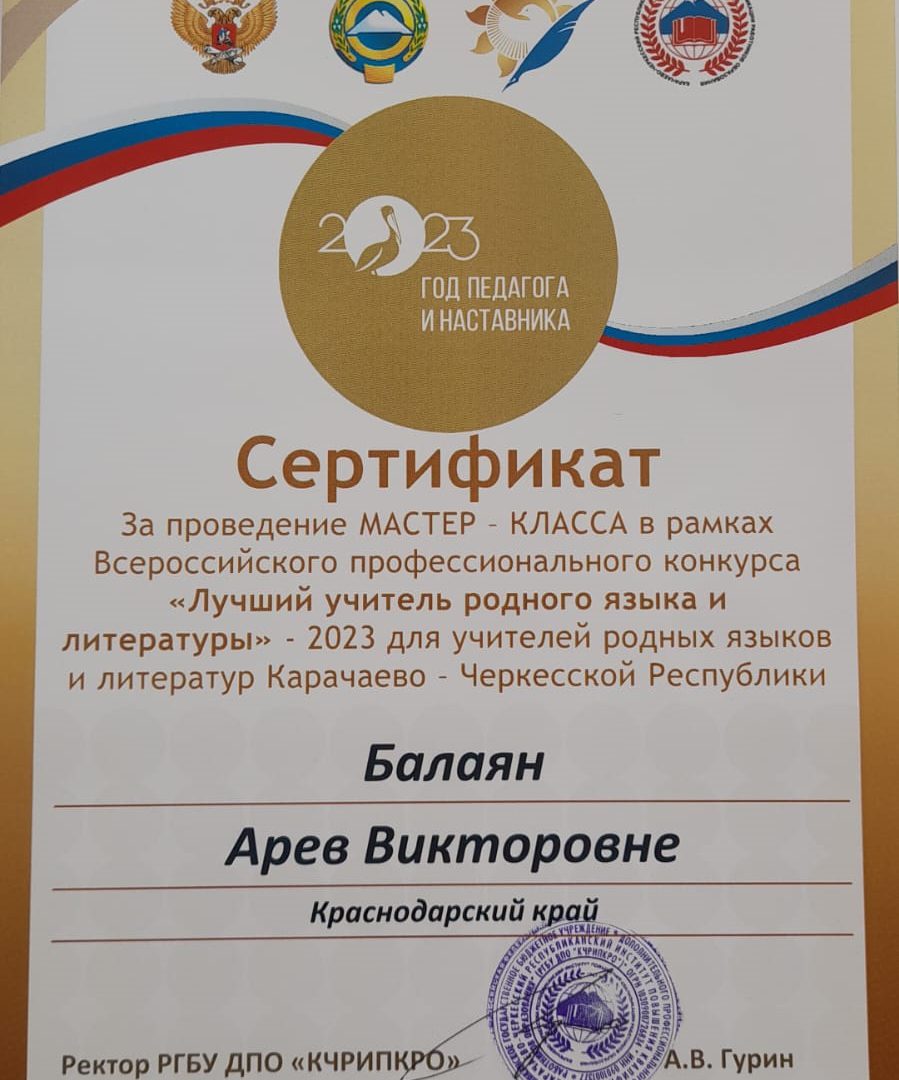 2023
ГОД ПЕДАГОГА
И НАСТАВНИКА
Сертификат
За проведение МАСТЕР - КЛАССА в рамках
Всероссийского профессионального конкурса
«Лучший учитель родного языка и
литературы» - 2023 для учителей родных языков
и литератур Карачаево - Черкесской Республики
Балаян
Арев Викторовне
Краснодарский край
Ректор РГБУ ДПО «КЧРИПКРО»
А.В. Гурин